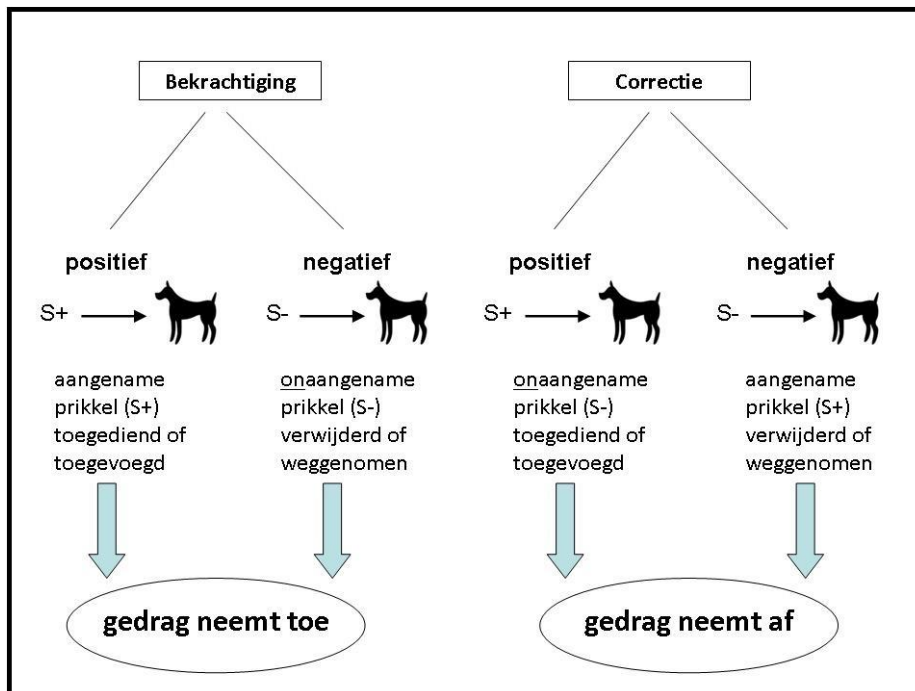 Bekrachtiging
Correctie
positief
negatief
positief
negatief
S+
S-
S+
S-
aangename
prikkel (S+)
toegediend of
toegevoegd
onaangename
prikkel (S-)
verwijderd of
weggenomen
onaangename
prikkel (S-)
toegediend of
toegevoegd
aangename
prikkel (S+)
verwijderd of
weggenomen
gedrag neemt toe
gedrag neemt af